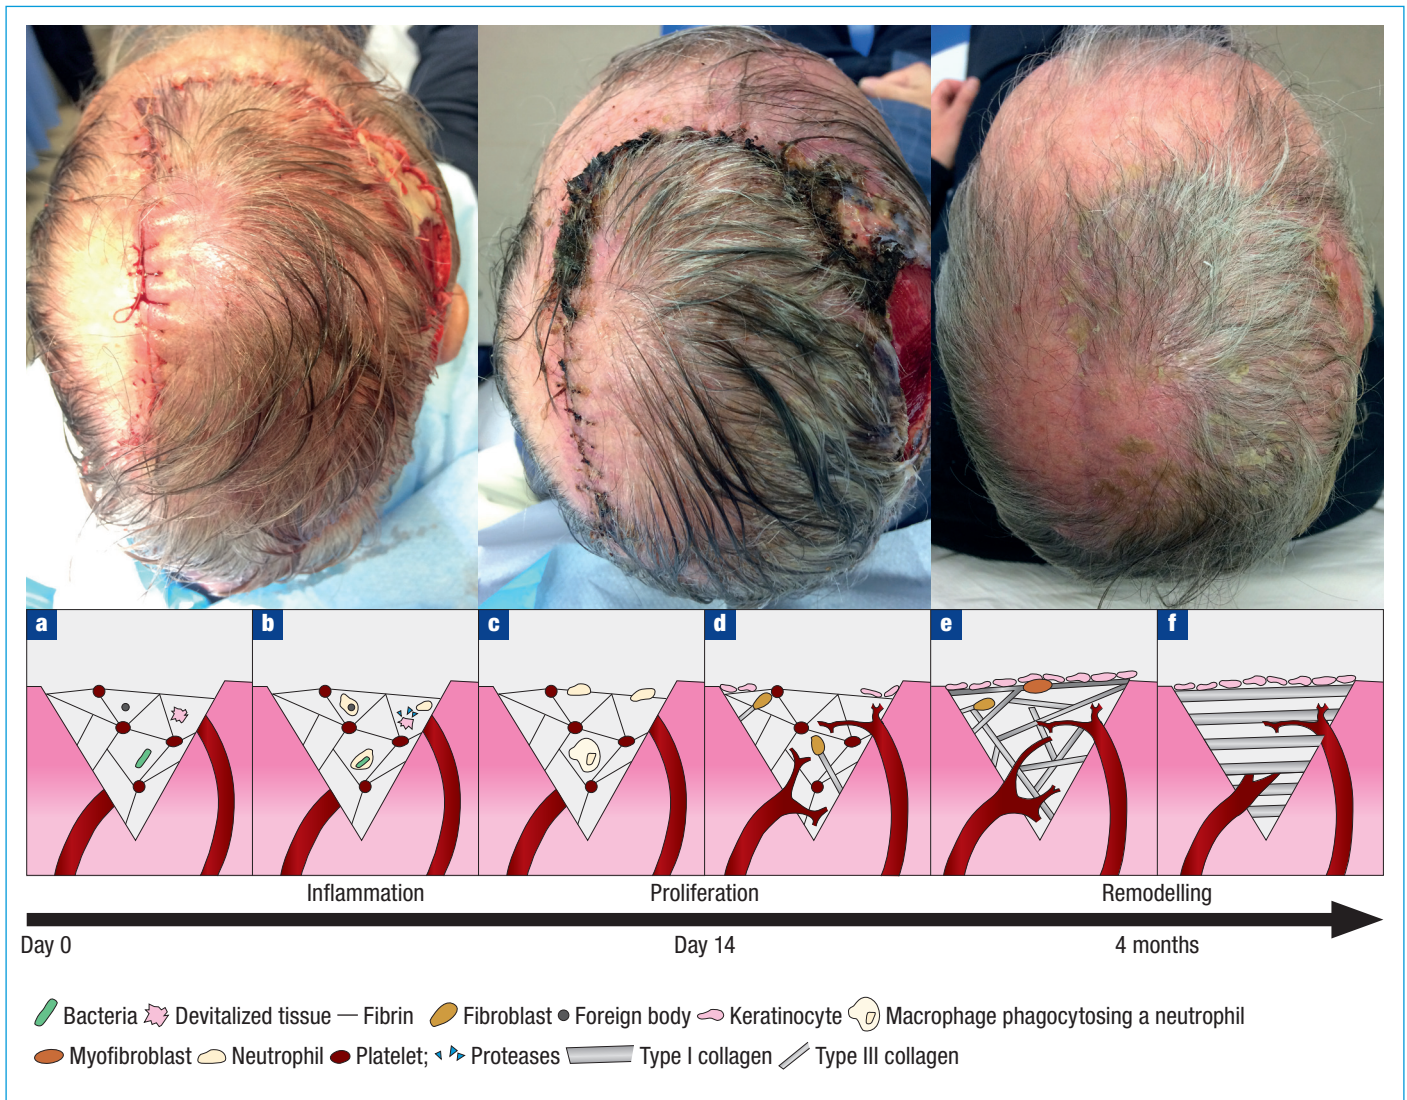 a b c d e f
Inflammation Proliferation Remodelling
Day 0 Day 14 4 months
Bacteria Devitalized tissue Fibrin Fibroblast Foreign body Keratinocyte Macrophage phagocytosing a neutrophil
Myofibroblast Neutrophil Platelet; Proteases Type I collagen Type III collagen